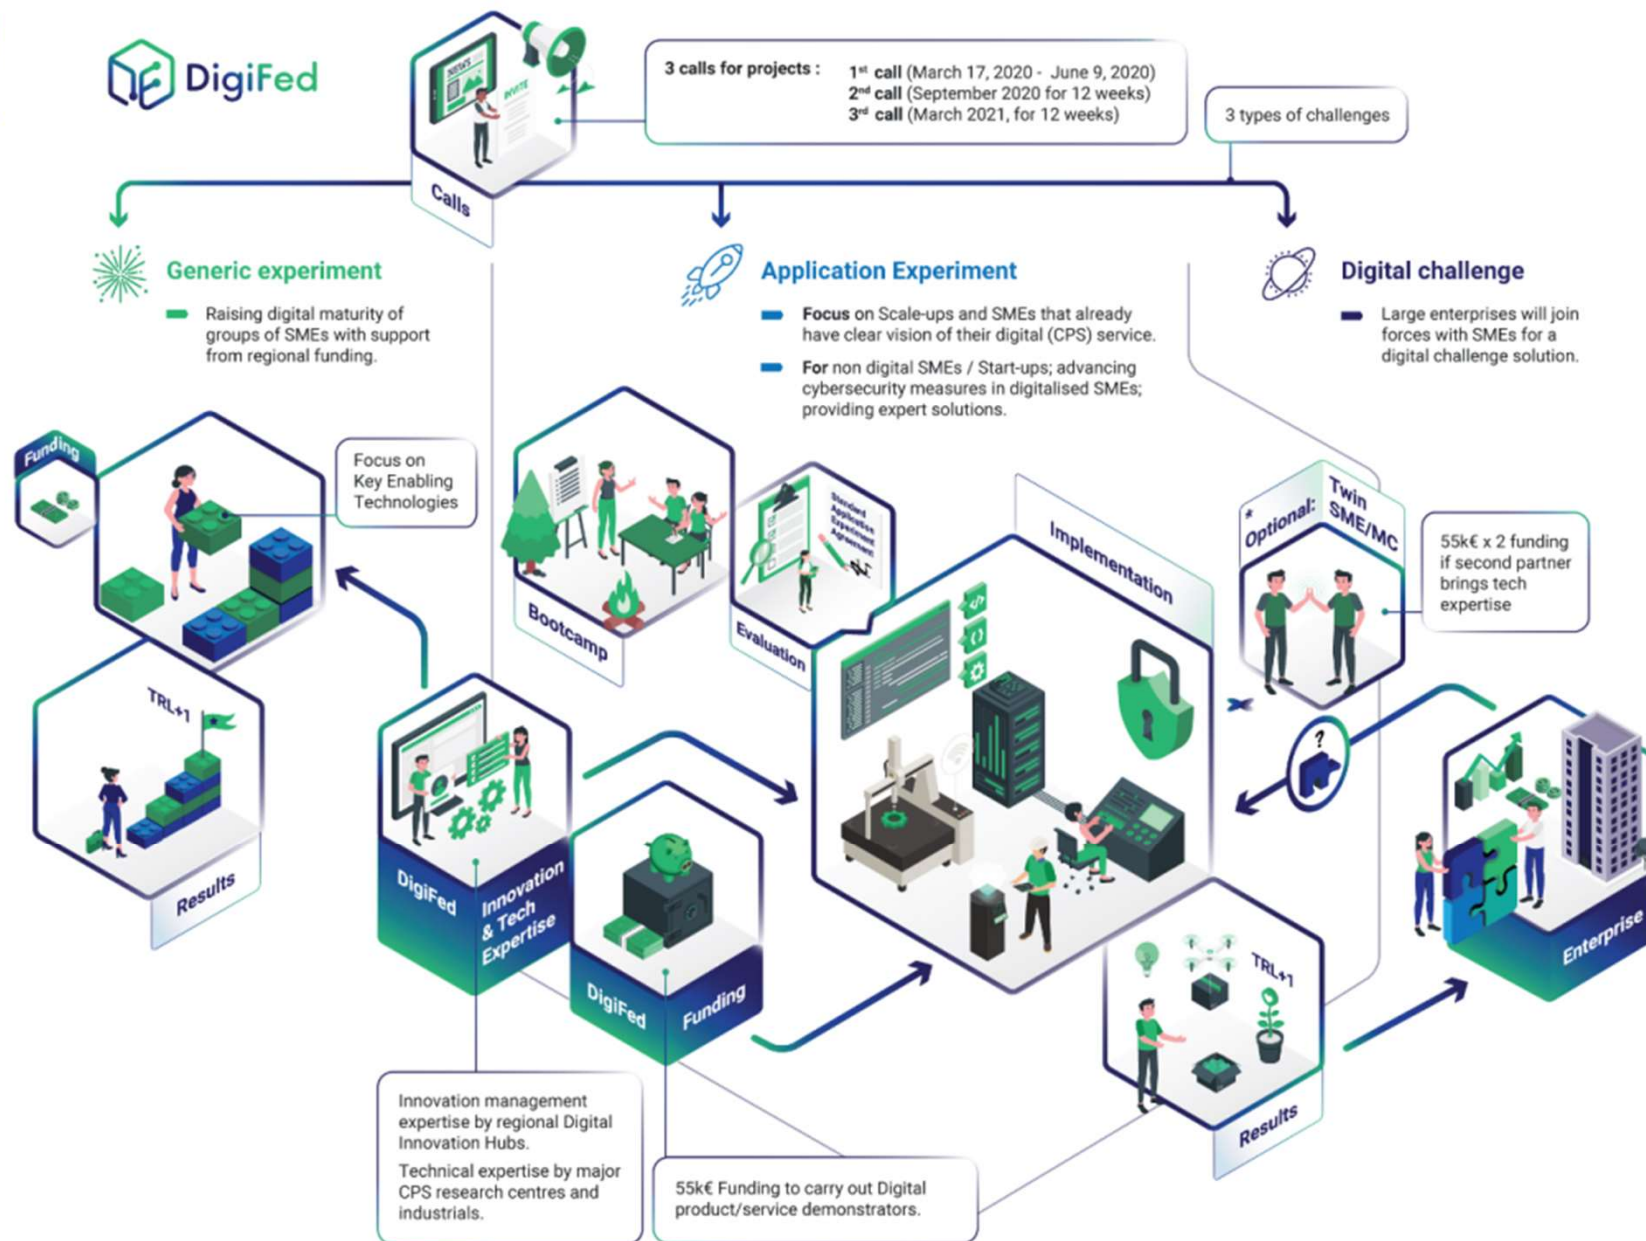 DigiFed
NEWS
INVITE
Calls
3 calls for projects :
1st call (March 17, 2020 - June 9, 2020)
2nd call (September 2020 for 12 weeks)
3rd call (March 2021, for 12 weeks)
3 types of challenges
Generic experiment
Raising digital maturity of
groups of SMEs with support
from regional funding.
Application Experiment
Focus on Scale-ups and SMEs that already
have clear vision of their digital (CPS) service.
For non digital SMEs / Start-ups; advancing
cybersecurity measures in digitalised SMEs;
providing expert solutions.
Digital challenge
Large enterprises will join
forces with SMEs for a
digital challenge solution.
Funding
Focus on
Key Enabling
Technologies
Bootcamp
Standard
Application
Experiment
Agreement
Evaluation
Implementation
*
Optional:
Twin
SME/MC
55k€ x 2 funding
if second partner
brings tech
expertise
TRL+1
Results
DigiFed
Innovation
& Tech
Expertise
DigiFed
Funding
?
Enterprise
TRL+1
Results
Innovation management
expertise by regional Digital
Innovation Hubs.
Technical expertise by major
CPS research centres and
industrials.
55k€ Funding to carry out Digital
product/service demonstrators.